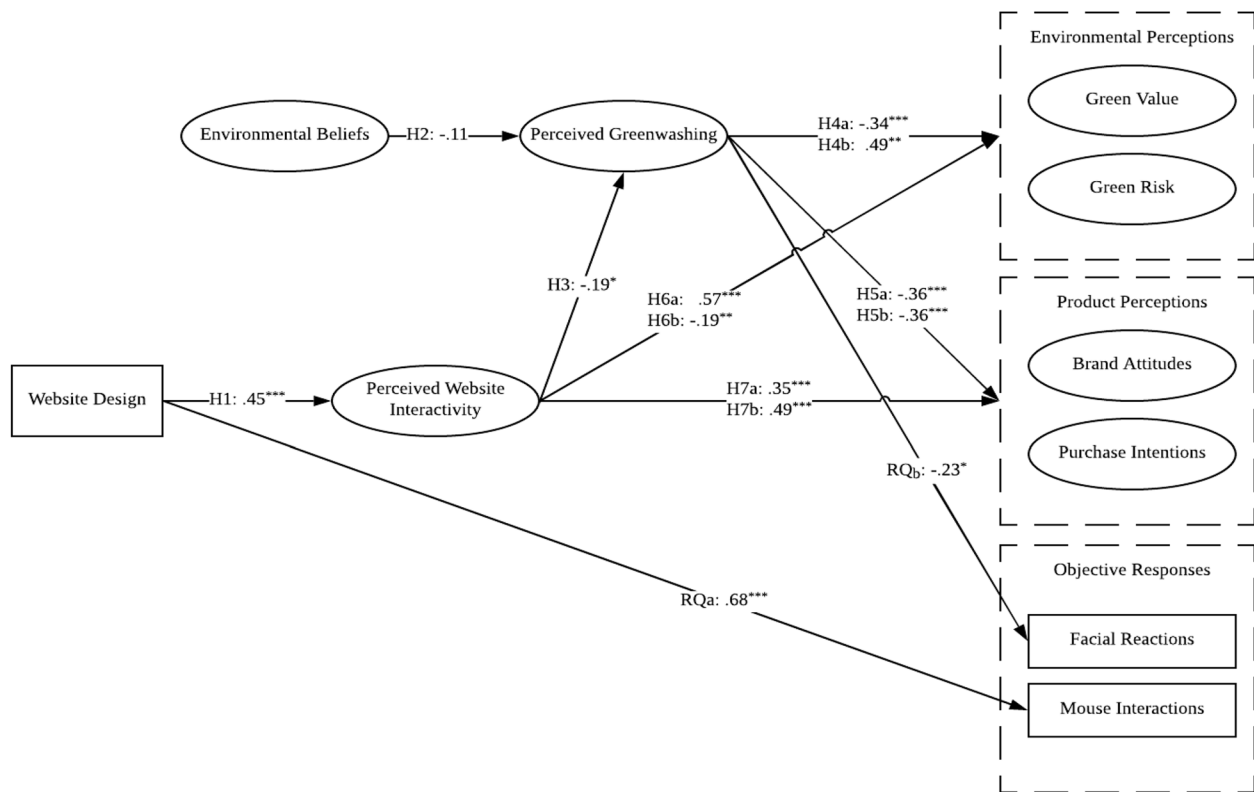 Environmental Perceptions
Green Value
Environmental Beliefs
H2: -.11
Perceived Greenwashing
H4a: -.34***
H4b: .49**
Green Risk
H3: -.19*
H6a: .57***
H6b: -.19**
H5a: -.36***
H5b: -.36***
Product Perceptions
Brand Attitudes
Website Design
H1: .45***
Perceived Website
Interactivity
H7a: .35***
H7b: .49***
Purchase Intentions
RQb: -.23*
Objective Responses
RQa: .68***
Facial Reactions
Mouse Interactions